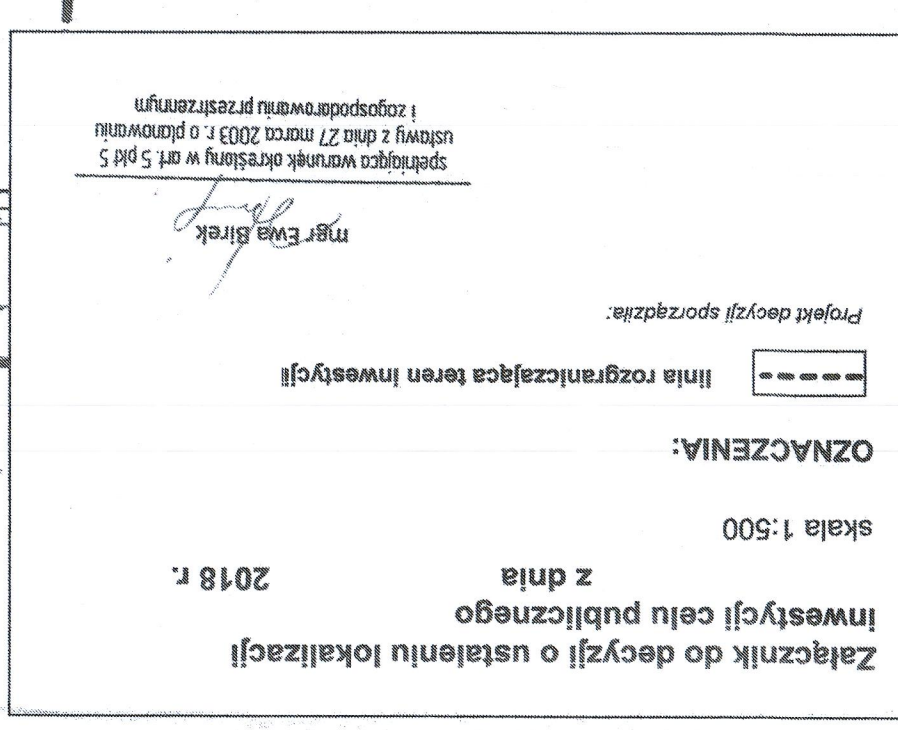 Załącznik do decyzji o ustaleniu lokalizacji
inwestycji celu publicznego
z dnia 2018 r.
skala 1:500
OZNACZENIA:
linia rozgraniczająca teren inwestycji
Projekt decyzji sporządziła:
mgr Ewa Birek
spełniająca warunek określony w art. 5 pkt 5
ustawy z dnia 27 marca 2003 r. o planowaniu
i zagospodarowaniu przestrzennym